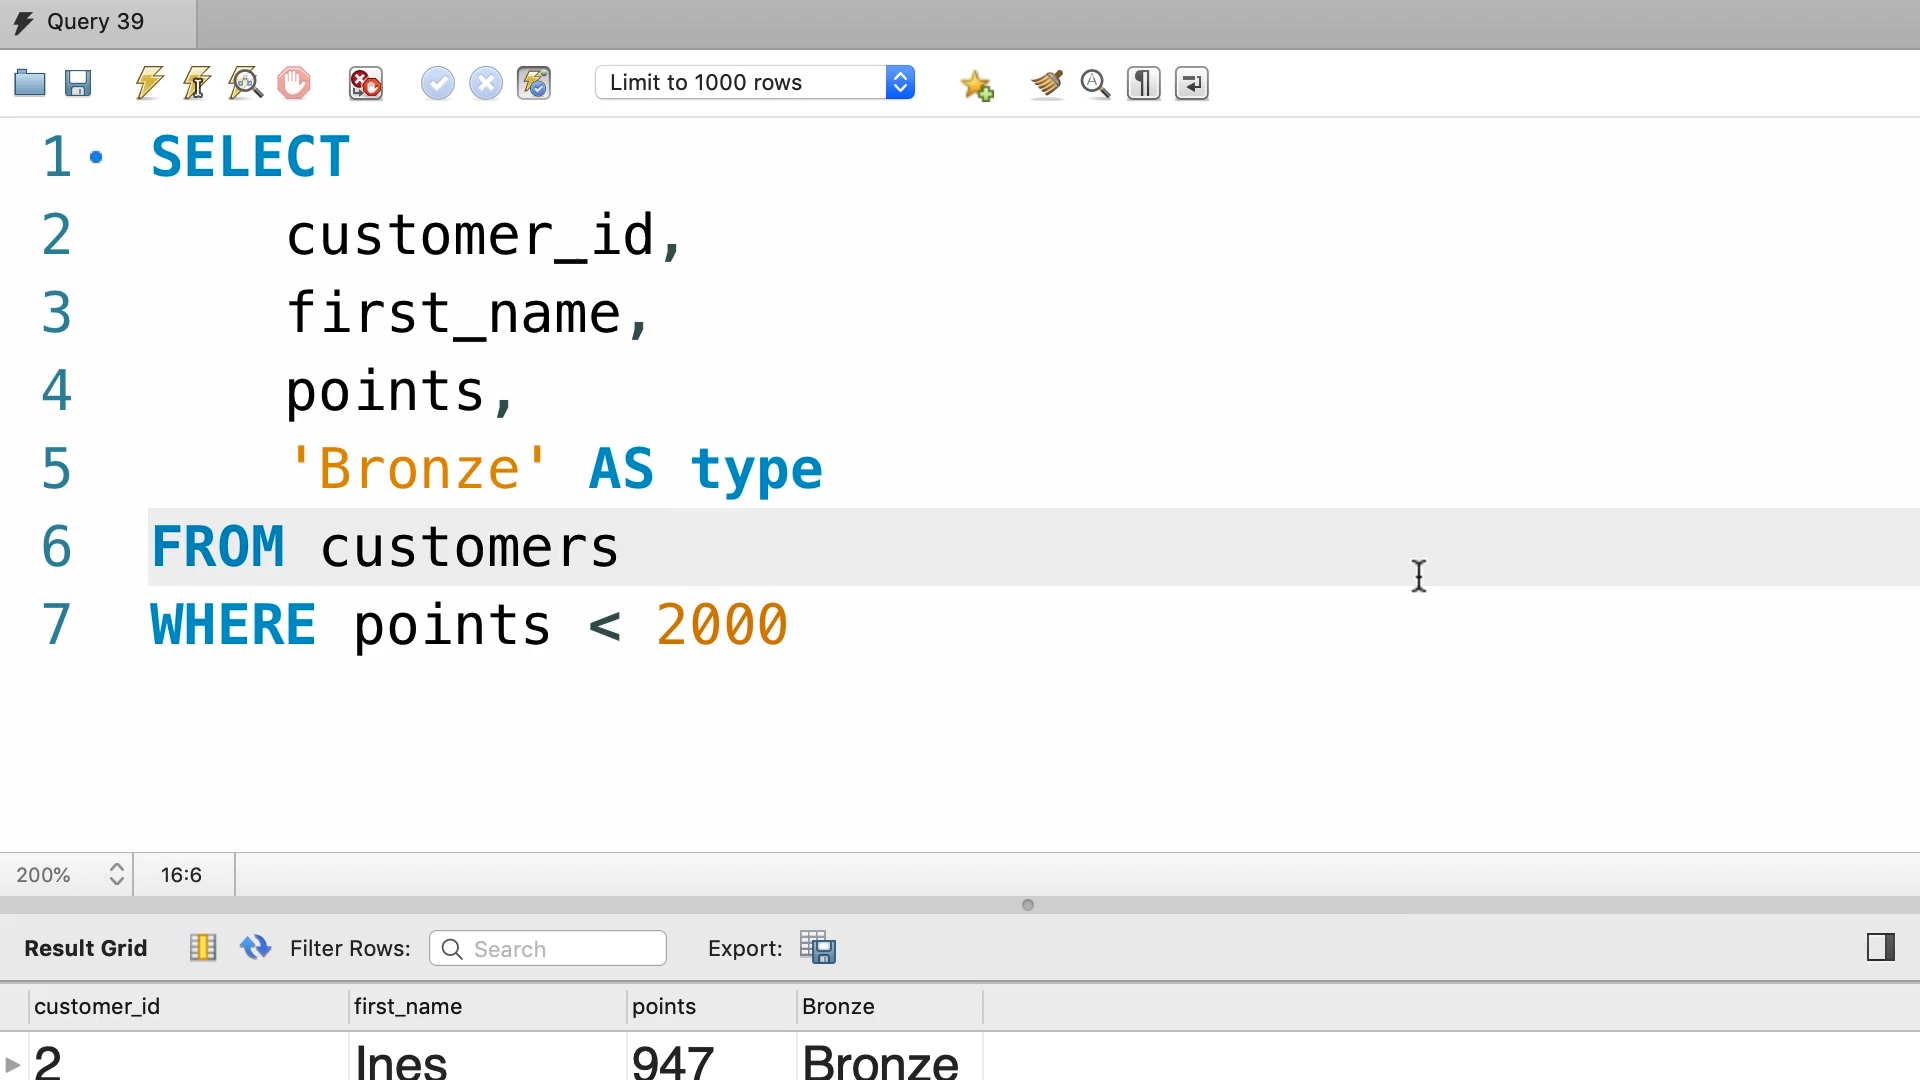 Query 39
Limit to 1000 rows
1 SELECT
2 customer_id,
3 first_name,
4 points,
5 'Bronze' AS type
6 FROM customers
7 WHERE points < 2000
200% 16:6
Result Grid Filter Rows: Search Export:
customer_id first_name points Bronze
2 Ines 947 Bronze